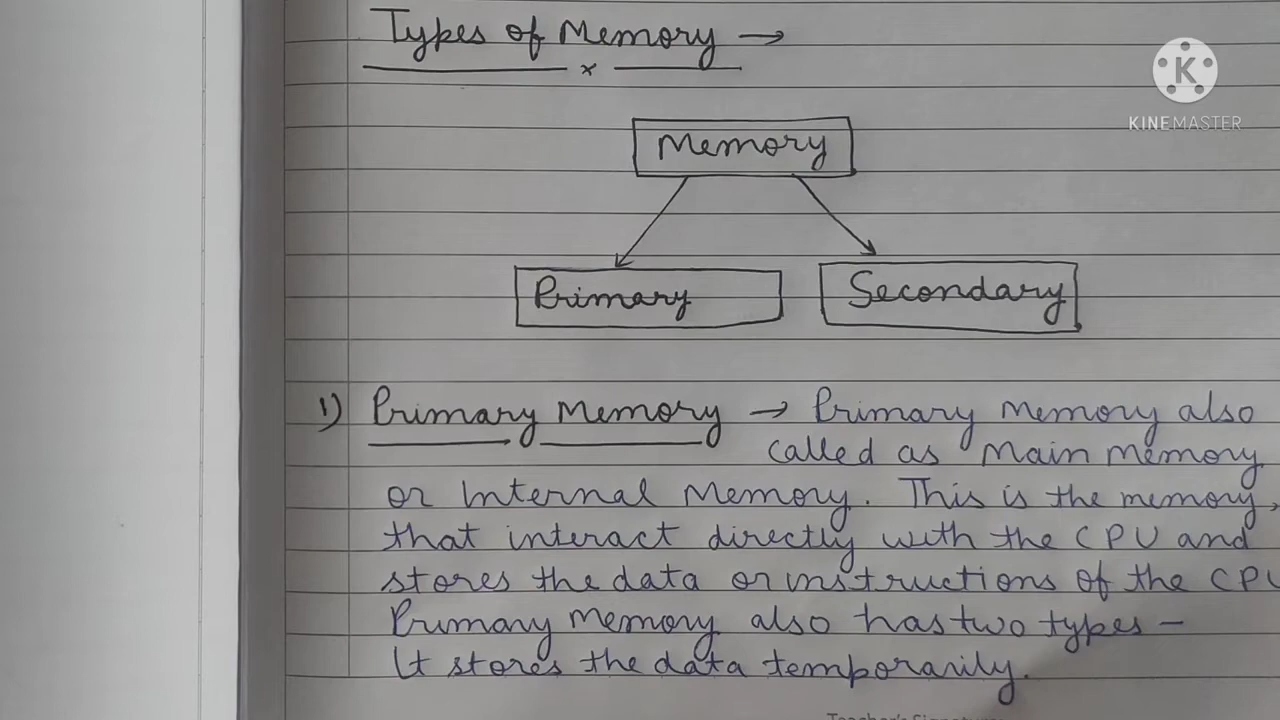 Types of Memory →
K
KINEMASTER
Memory
Primary
Secondary
1) Primary Memory → Primary Memory also
called as Main Memory
or Internal Memory. This is the memory,
that interact directly with the CPU and
stores the data or instructions of the CPU
Primary Memory also has two types –
It stores the data temporarily.